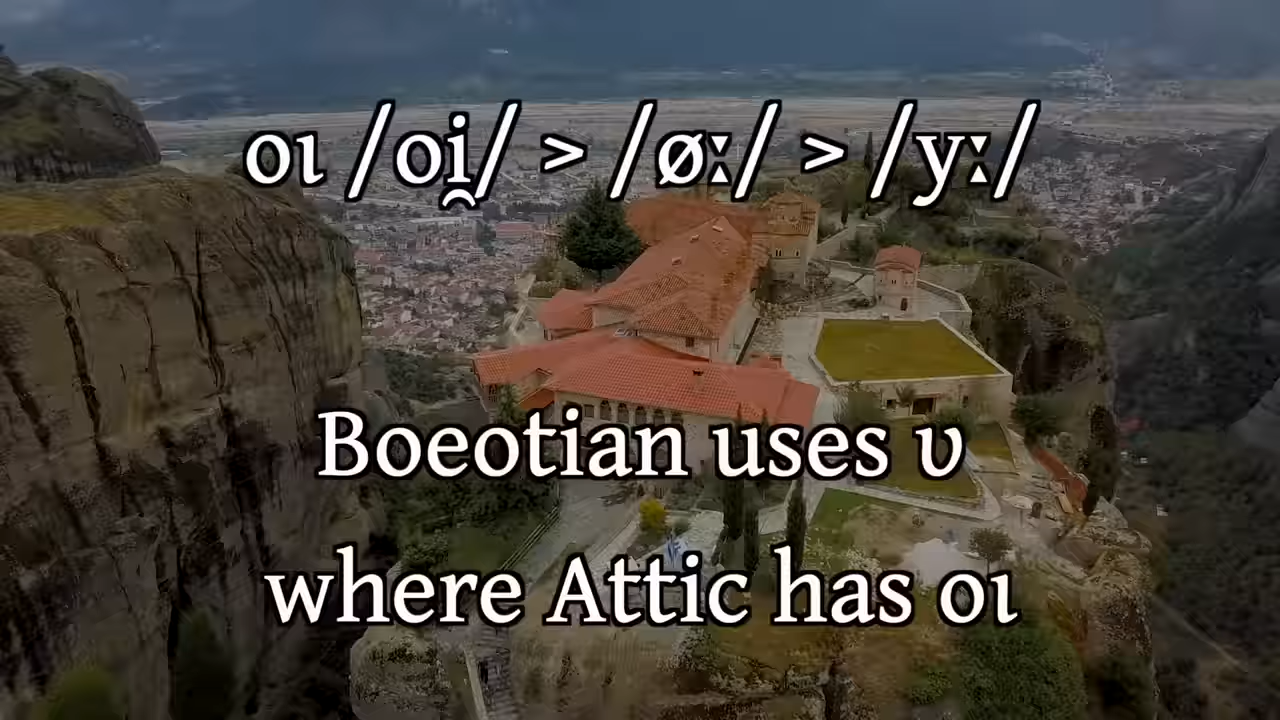 οι /oi̯/ > /øː/ > /yː/
Boeotian uses υ
where Attic has οι